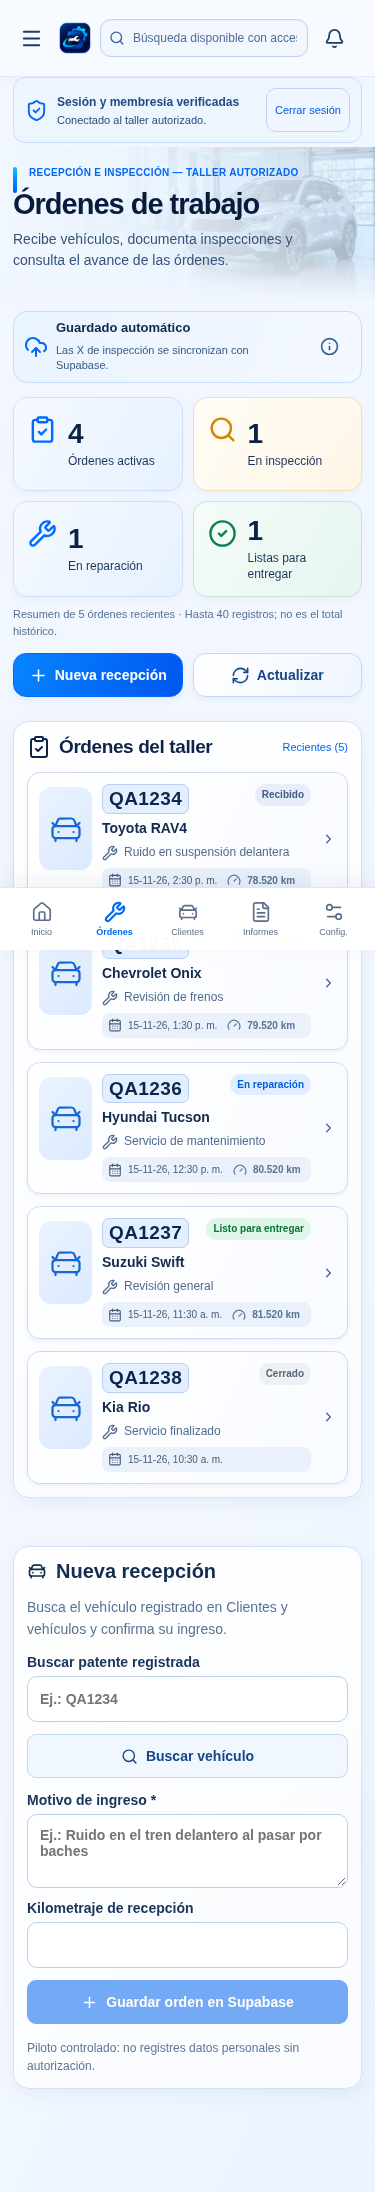 Búsqueda disponible con acces
Sesión y membresía verificadas
Conectado al taller autorizado.
Cerrar sesión
RECEPCIÓN E INSPECCIÓN — TALLER AUTORIZADO
Órdenes de trabajo
Recibe vehículos, documenta inspecciones y
consulta el avance de las órdenes.
Guardado automático
Las X de inspección se sincronizan con
Supabase.
4
Órdenes activas
1
En inspección
1
En reparación
1
Listas para
entregar
Resumen de 5 órdenes recientes · Hasta 40 registros; no es el total
histórico.
Nueva recepción
Actualizar
Órdenes del taller
Recientes (5)
QA1234
Recibido
Toyota RAV4
Ruido en suspensión delantera
15-11-26, 2:30 p. m.
78.520 km
Inicio
Órdenes
Clientes
Informes
Config.
Chevrolet Onix
Revisión de frenos
15-11-26, 1:30 p. m.
79.520 km
QA1236
En reparación
Hyundai Tucson
Servicio de mantenimiento
15-11-26, 12:30 p. m.
80.520 km
QA1237
Listo para entregar
Suzuki Swift
Revisión general
15-11-26, 11:30 a. m.
81.520 km
QA1238
Cerrado
Kia Rio
Servicio finalizado
15-11-26, 10:30 a. m.
Nueva recepción
Busca el vehículo registrado en Clientes y
vehículos y confirma su ingreso.
Buscar patente registrada
Ej.: QA1234
Buscar vehículo
Motivo de ingreso *
Ej.: Ruido en el tren delantero al pasar por
baches
Kilometraje de recepción
Guardar orden en Supabase
Piloto controlado: no registres datos personales sin
autorización.